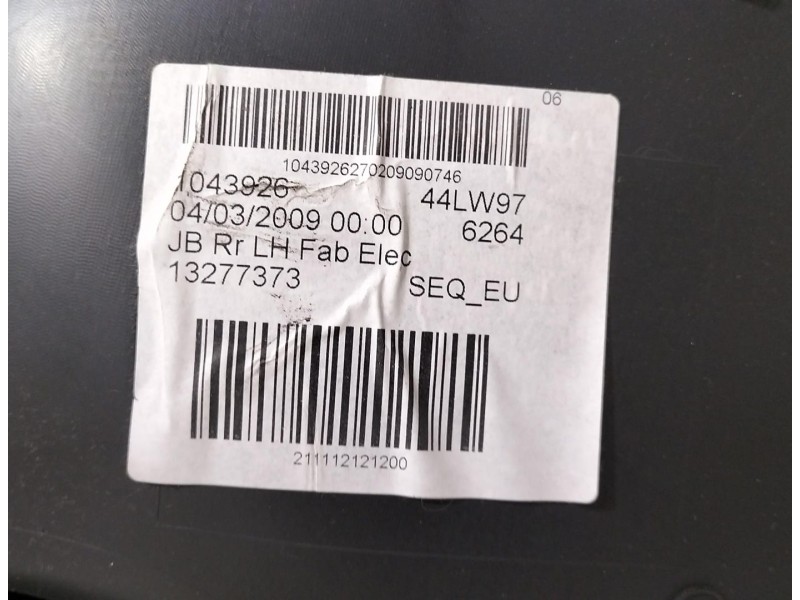 06
1043926270209090746
1043926 44LW97
04/03/2009 00:00 6264
JB Rr LH Fab Elec
13277373 SEQ_EU
211112121200